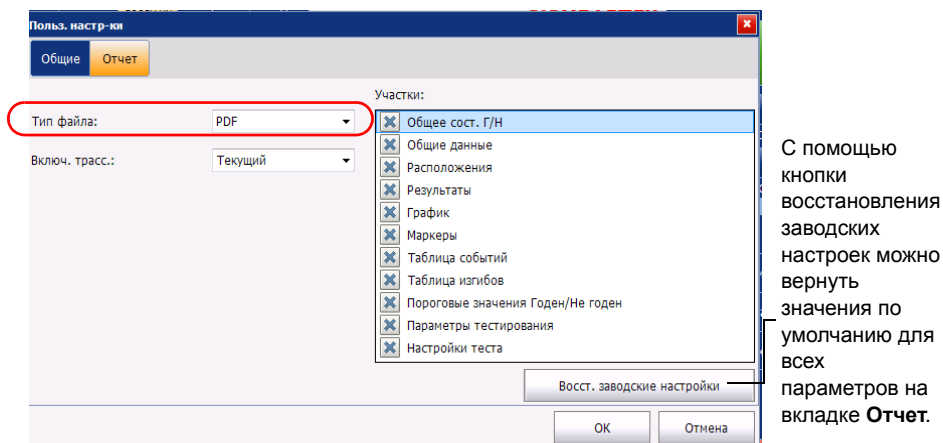 Польз. настр-ки
Общие Отчет
Участки:
Тип файла: PDF
Включ. трасс.: Текущий
Общее сост. Г/Н
Общие данные
Расположения
Результаты
График
Маркеры
Таблица событий
Таблица изгибов
Пороговые значения Годен/Не годен
Параметры тестирования
Настройки теста
Восст. заводские настройки
OK Отмена
С помощью
кнопки
восстановления
заводских
настроек можно
вернуть
значения по
умолчанию для
всех
параметров на
вкладке Отчет.